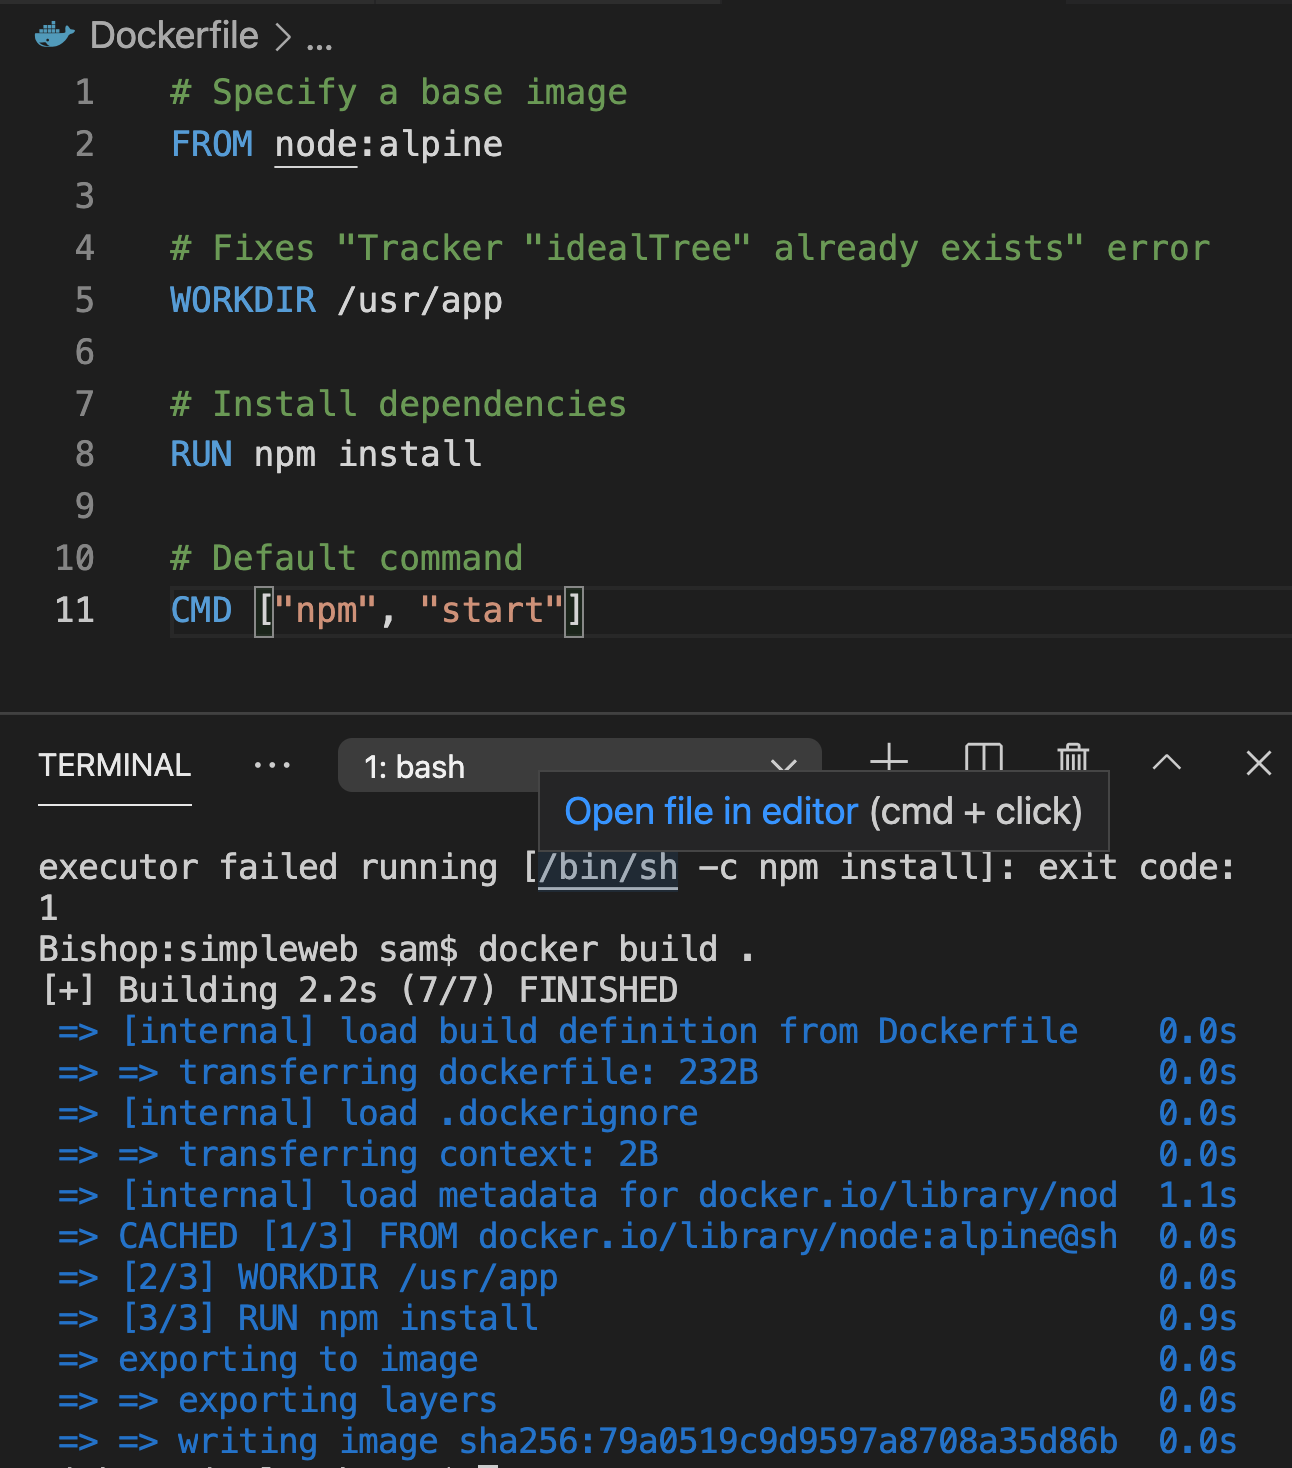 Dockerfile > ...
1 # Specify a base image
2 FROM node:alpine
3
4 # Fixes "Tracker "idealTree" already exists" error
5 WORKDIR /usr/app
6
7 # Install dependencies
8 RUN npm install
9
10 # Default command
11 CMD ["npm", "start"]
TERMINAL ... 1: bash
Open file in editor (cmd + click)
executor failed running [/bin/sh -c npm install]: exit code:
1
Bishop:simpleweb sam$ docker build .
[+] Building 2.2s (7/7) FINISHED
=> [internal] load build definition from Dockerfile 0.0s
=> => transferring dockerfile: 232B 0.0s
=> [internal] load .dockerignore 0.0s
=> => transferring context: 2B 0.0s
=> [internal] load metadata for docker.io/library/nod 1.1s
=> CACHED [1/3] FROM docker.io/library/node:alpine@sh 0.0s
=> [2/3] WORKDIR /usr/app 0.0s
=> [3/3] RUN npm install 0.9s
=> exporting to image 0.0s
=> => exporting layers 0.0s
=> => writing image sha256:79a0519c9d9597a8708a35d86b 0.0s